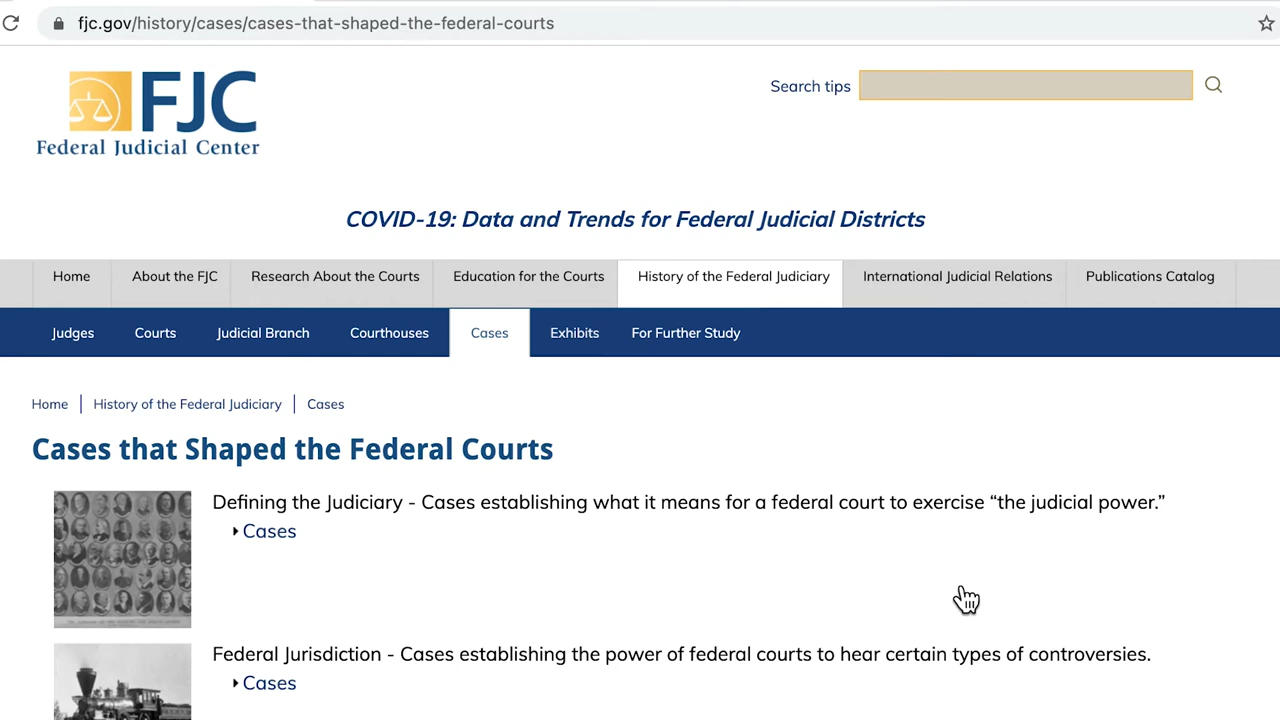 fjc.gov/history/cases/cases-that-shaped-the-federal-courts
FJC
Federal Judicial Center
Search tips
COVID-19: Data and Trends for Federal Judicial Districts
Home About the FJC Research About the Courts Education for the Courts History of the Federal Judiciary International Judicial Relations Publications Catalog
Judges Courts Judicial Branch Courthouses Cases Exhibits For Further Study
Home History of the Federal Judiciary Cases
Cases that Shaped the Federal Courts
Defining the Judiciary - Cases establishing what it means for a federal court to exercise “the judicial power.”
Cases
Federal Jurisdiction - Cases establishing the power of federal courts to hear certain types of controversies.
Cases